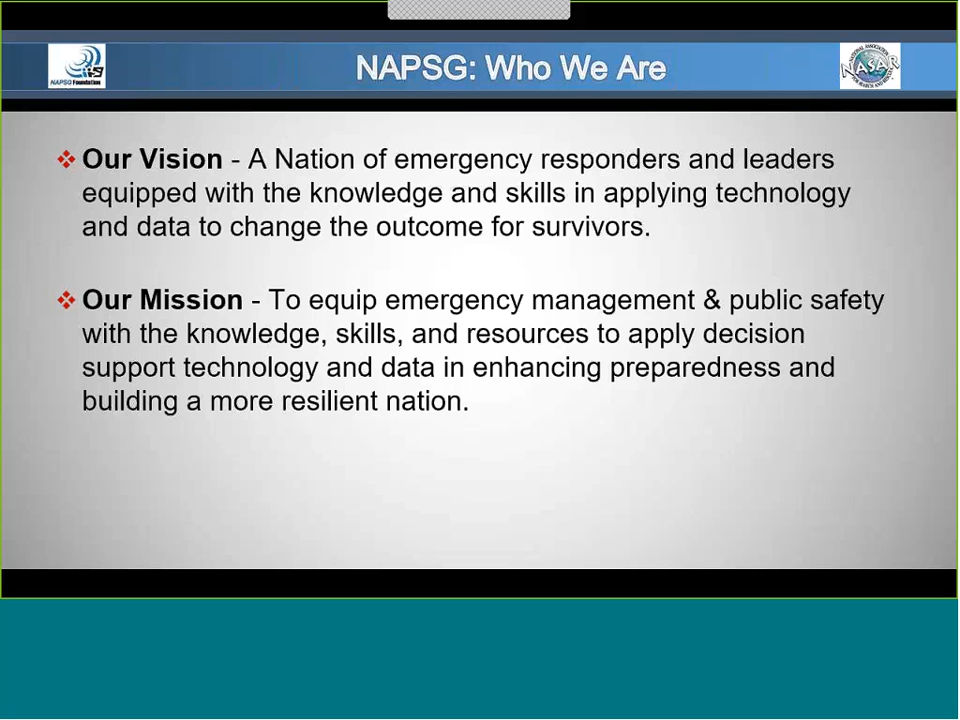 NAPSG Foundation
NAPSG: Who We Are
NASAR
Our Vision - A Nation of emergency responders and leaders
equipped with the knowledge and skills in applying technology
and data to change the outcome for survivors.
Our Mission - To equip emergency management & public safety
with the knowledge, skills, and resources to apply decision
support technology and data in enhancing preparedness and
building a more resilient nation.